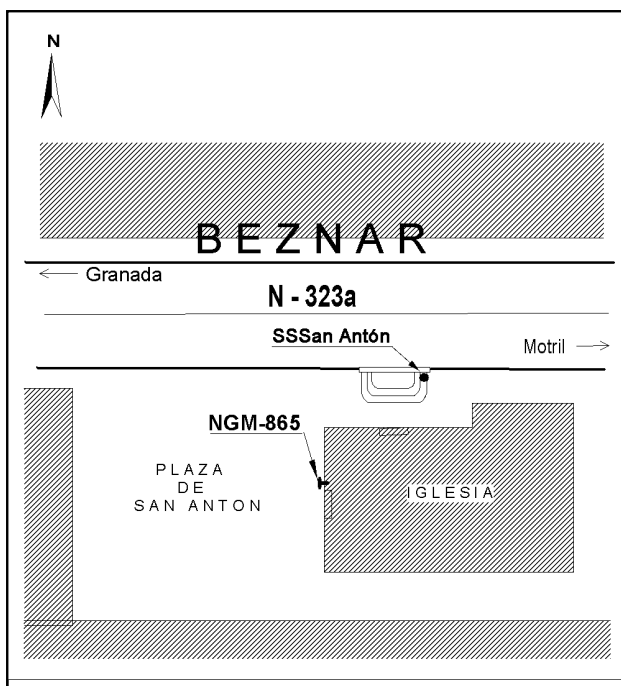 N
BEZNAR
Granada
N - 323a
SSSan Antón
Motril
NGM-865
PLAZA
DE
SAN ANTON
IGLESIA